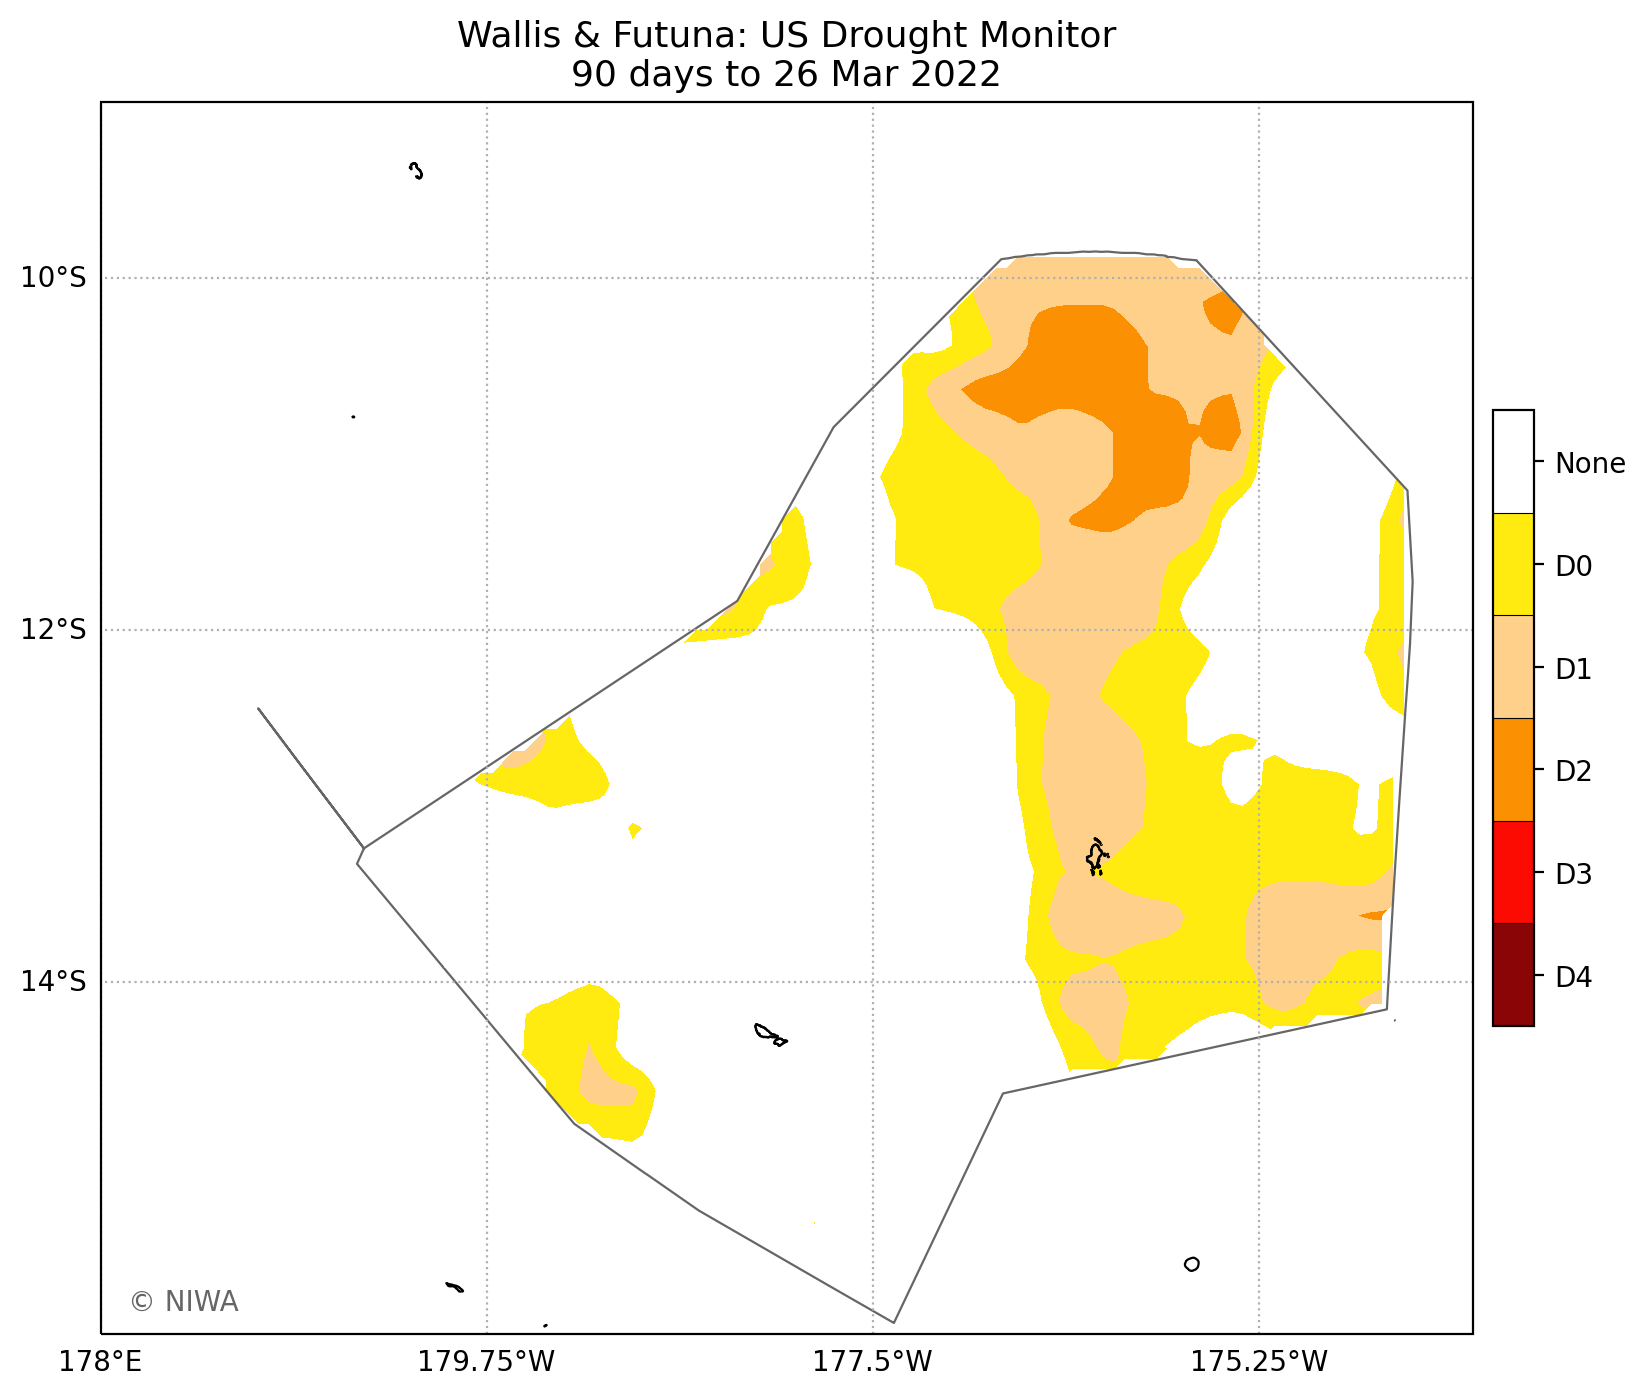 Wallis & Futuna: US Drought Monitor
90 days to 26 Mar 2022
10°S
12°S
14°S
178°E
179.75°W
177.5°W
175.25°W
None
D0
D1
D2
D3
D4
© NIWA